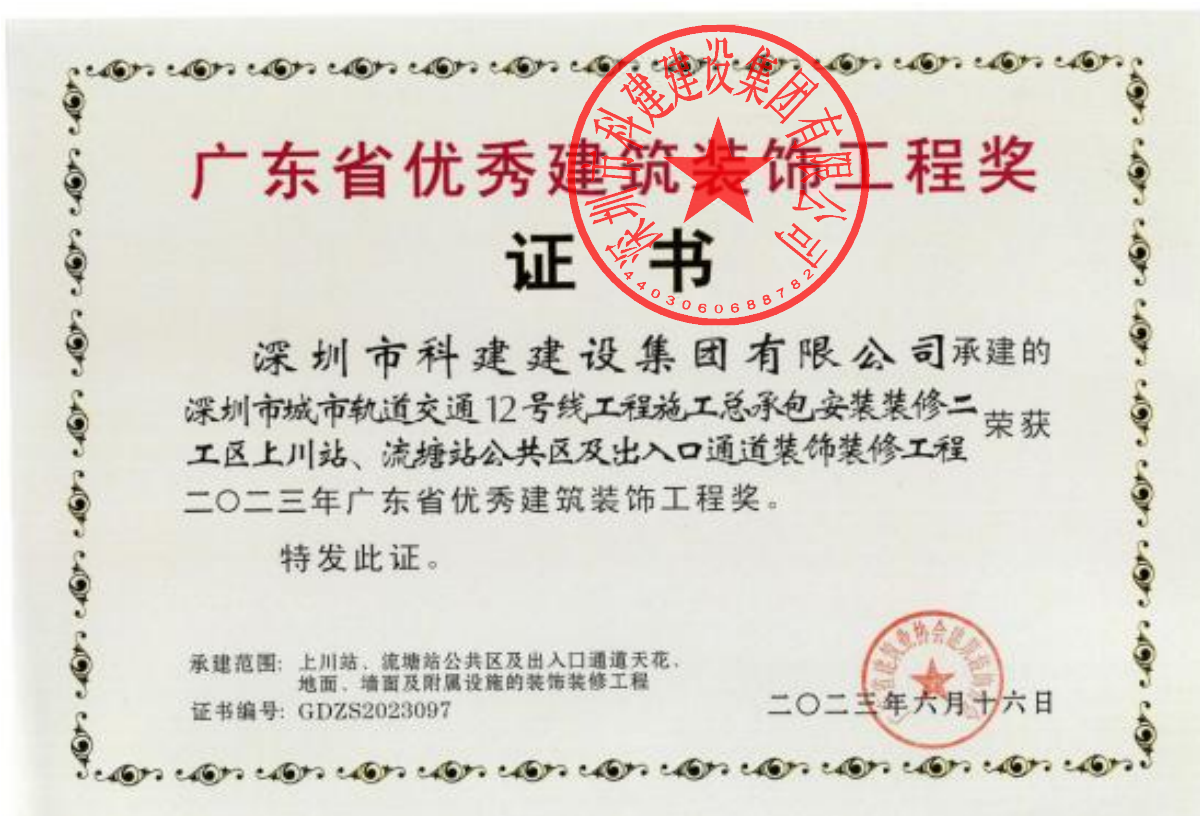 广东省优秀建筑装饰工程奖
证书
深圳市科建建设集团有限公司
4403060688782
深圳市科建建设集团有限公司承建的
深圳市城市轨道交通12号线工程施工总承包安装装修二
工区上川站、流塘站公共区及出入口通道装饰装修工程
荣获
二〇二三年广东省优秀建筑装饰工程奖。
特发此证。
承建范围：上川站、流塘站公共区及出入口通道天花、
地面、墙面及附属设施的装饰装修工程
证书编号：GDZS2023097
二〇二三年六月十六日